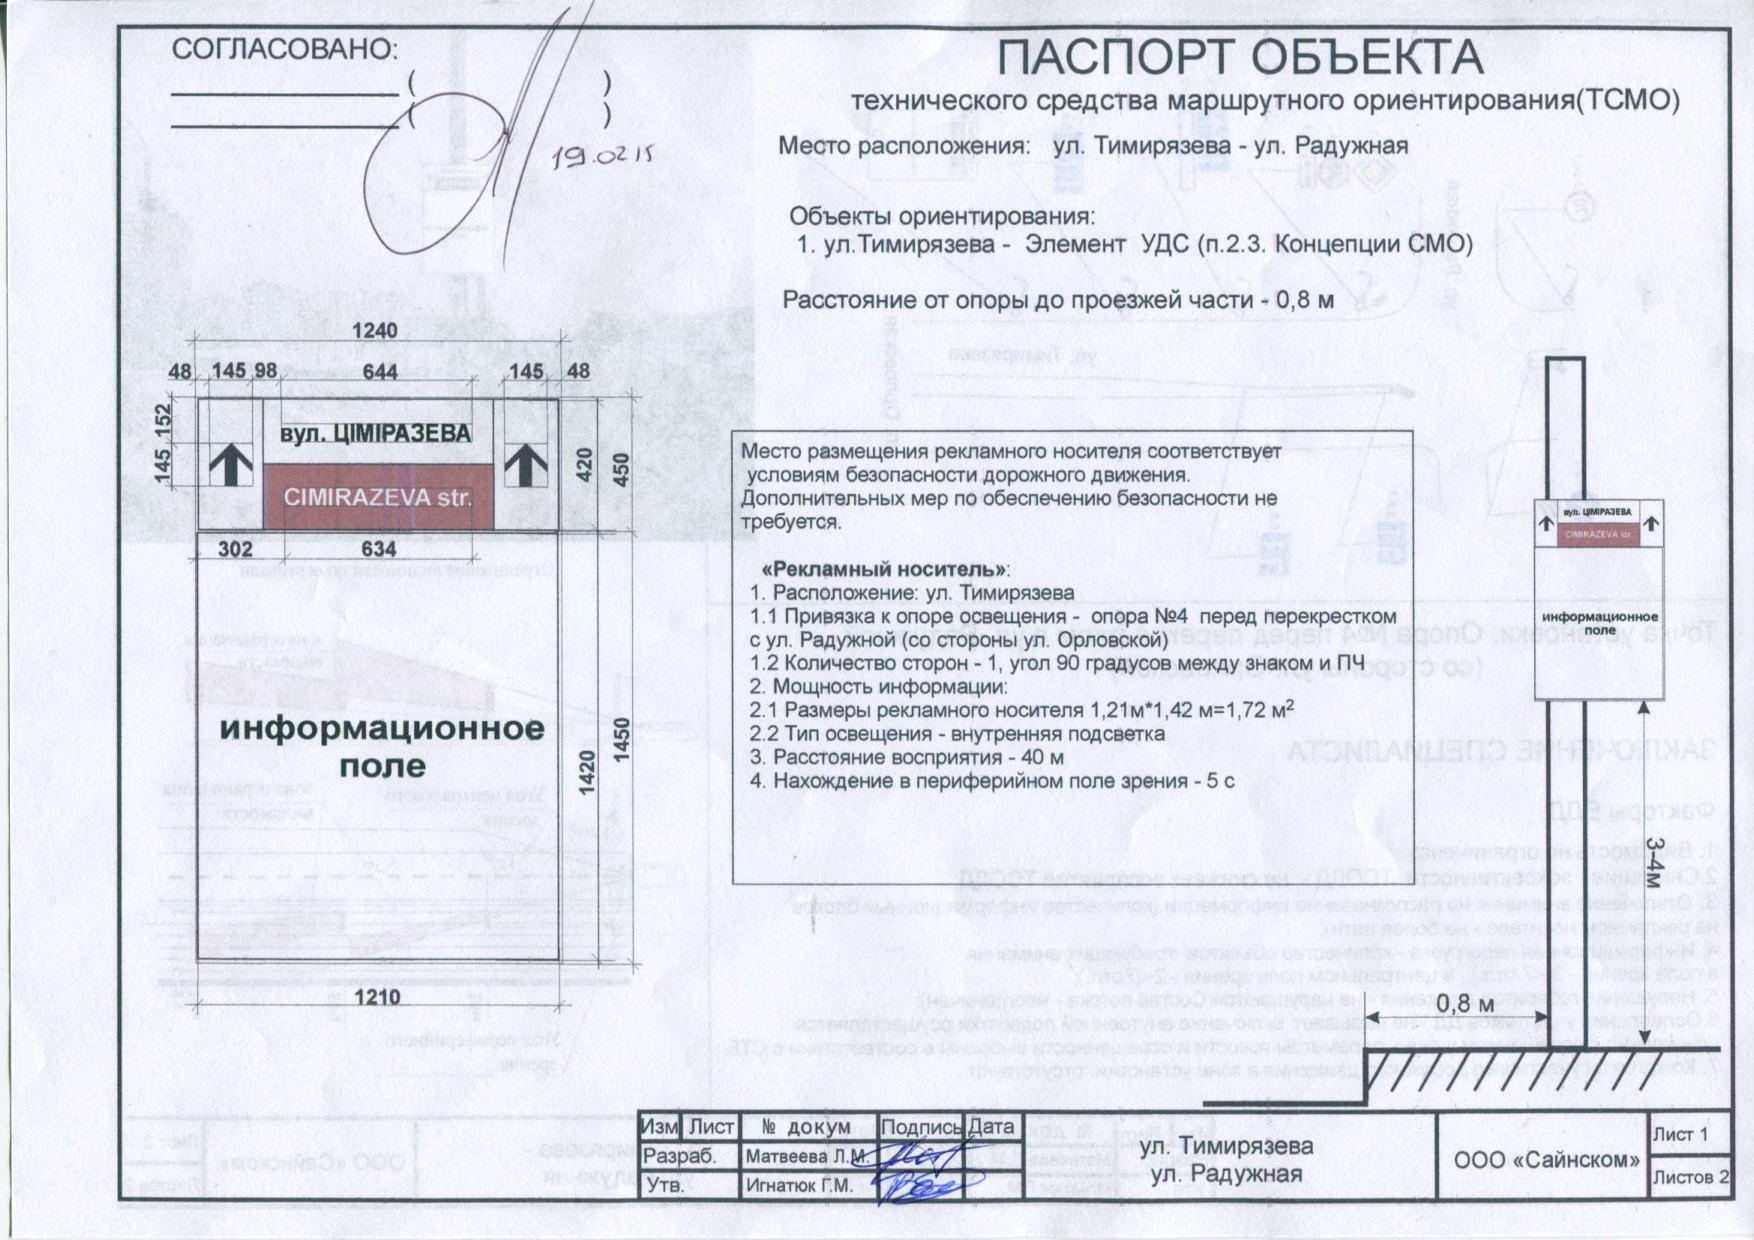 СОГЛАСОВАНО:
( )
( )
19.02 15
ПАСПОРТ ОБЪЕКТА
технического средства маршрутного ориентирования(ТСМО)
Место расположения: ул. Тимирязева - ул. Радужная
Объекты ориентирования:
1. ул.Тимирязева - Элемент УДС (п.2.3. Концепции СМО)
Расстояние от опоры до проезжей части - 0,8 м
1240
48 145 98 644 145 48
152
145
вул. ЦІМІРАЗЕВА
CIMIRAZEVA str.
420
450
302 634
информационное
поле
1420
1450
1210
Место размещения рекламного носителя соответствует
условиям безопасности дорожного движения.
Дополнительных мер по обеспечению безопасности не
требуется.
«Рекламный носитель»:
1. Расположение: ул. Тимирязева
1.1 Привязка к опоре освещения - опора №4 перед перекрестком
с ул. Радужной (со стороны ул. Орловской)
1.2 Количество сторон - 1, угол 90 градусов между знаком и ПЧ
2. Мощность информации:
2.1 Размеры рекламного носителя 1,21м*1,42 м=1,72 м²
2.2 Тип освещения - внутренняя подсветка
3. Расстояние восприятия - 40 м
4. Нахождение в периферийном поле зрения - 5 с
вул. ЦІМІРАЗЕВА
CIMIRAZEVA str.
информационное
поле
3-4м
0,8 м
Изм Лист № докум Подпись Дата
Разраб. Матвеева Л.М.
Утв. Игнатюк Г.М.
ул. Тимирязева
ул. Радужная
ООО «Сайнском»
Лист 1
Листов 2